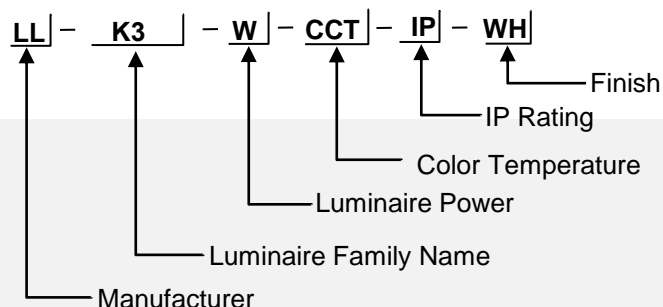 LL – K3 – W – CCT – IP – WH
Finish
IP Rating
Color Temperature
Luminaire Power
Luminaire Family Name
Manufacturer